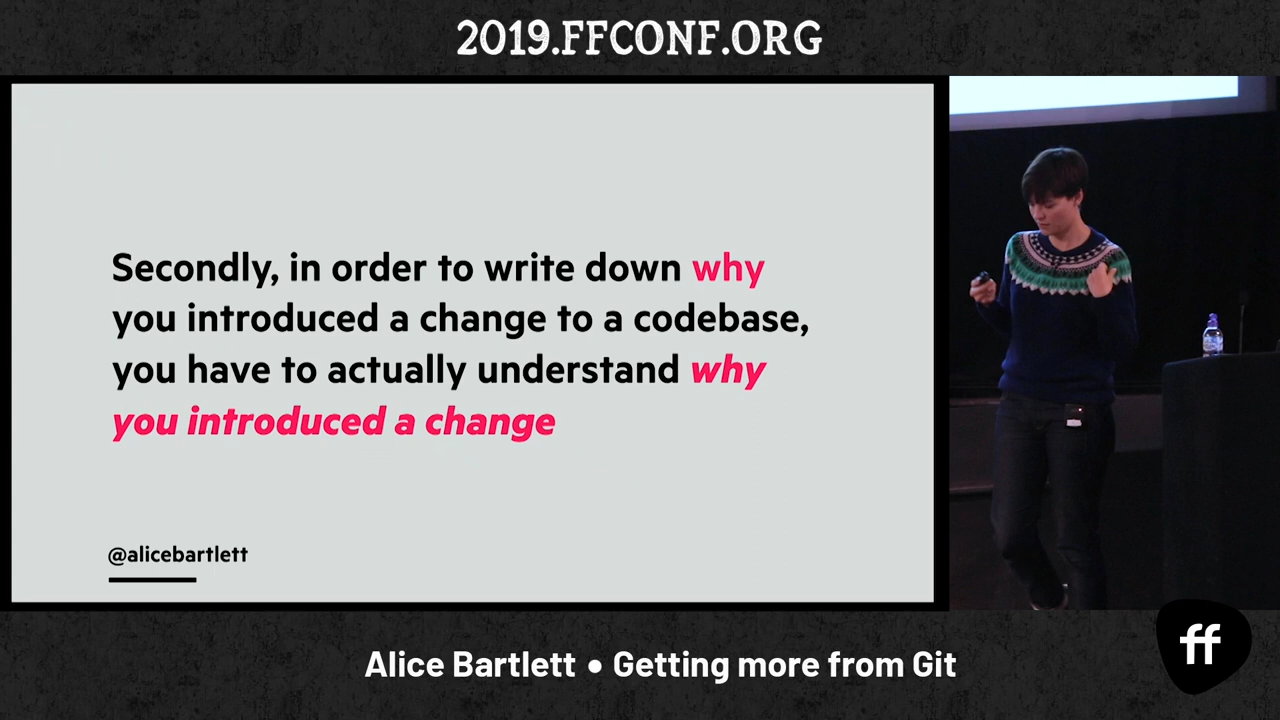 2019.FFCONF.ORG
Secondly, in order to write down why
you introduced a change to a codebase,
you have to actually understand why
you introduced a change
@alicebartlett
Alice Bartlett • Getting more from Git
ff